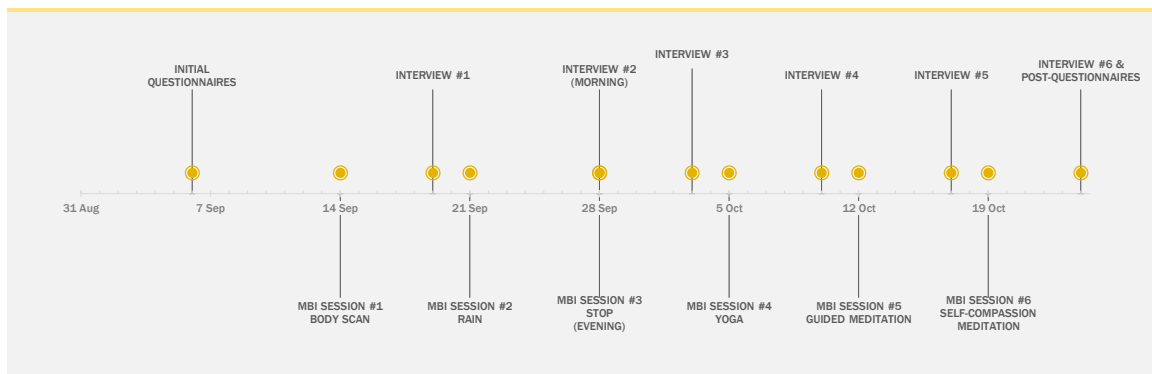 INTERVIEW #3
INITIAL
QUESTIONNAIRES
INTERVIEW #1
INTERVIEW #2
(MORNING)
INTERVIEW #4
INTERVIEW #5
INTERVIEW #6 &
POST-QUESTIONNAIRES
31 Aug
7 Sep
14 Sep
21 Sep
28 Sep
5 Oct
12 Oct
19 Oct
MBI SESSION #1
BODY SCAN
MBI SESSION #2
RAIN
MBI SESSION #3
STOP
(EVENING)
MBI SESSION #4
YOGA
MBI SESSION #5
GUIDED MEDITATION
MBI SESSION #6
SELF-COMPASSION
MEDITATION